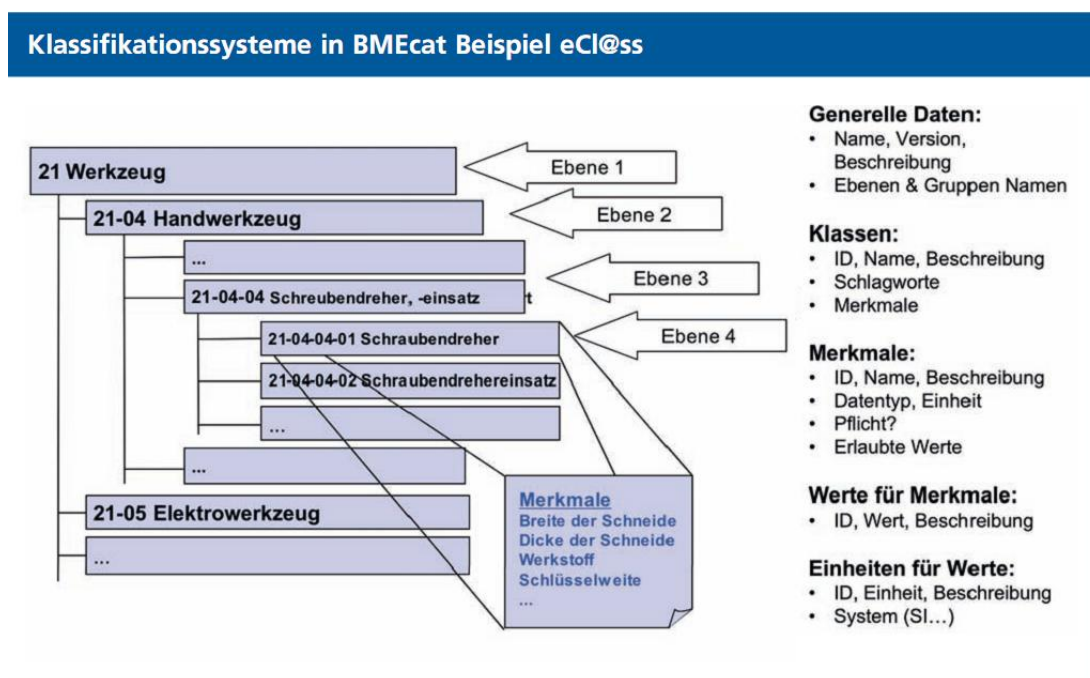 Klassifikationssysteme in BMEcat Beispiel eCl@ss
21 Werkzeug
Ebene 1
21-04 Handwerkzeug
Ebene 2
...
Ebene 3
21-04-04 Schreubendreher, -einsatz
21-04-04-01 Schraubendreher
Ebene 4
21-04-04-02 Schraubendrehereinsatz
...
...
21-05 Elektrowerkzeug
...
Merkmale
Breite der Schneide
Dicke der Schneide
Werkstoff
Schlüsselweite
...
Generelle Daten:
• Name, Version,
Beschreibung
• Ebenen & Gruppen Namen
Klassen:
• ID, Name, Beschreibung
• Schlagworte
• Merkmale
Merkmale:
• ID, Name, Beschreibung
• Datentyp, Einheit
• Pflicht?
• Erlaubte Werte
Werte für Merkmale:
• ID, Wert, Beschreibung
Einheiten für Werte:
• ID, Einheit, Beschreibung
• System (SI...)